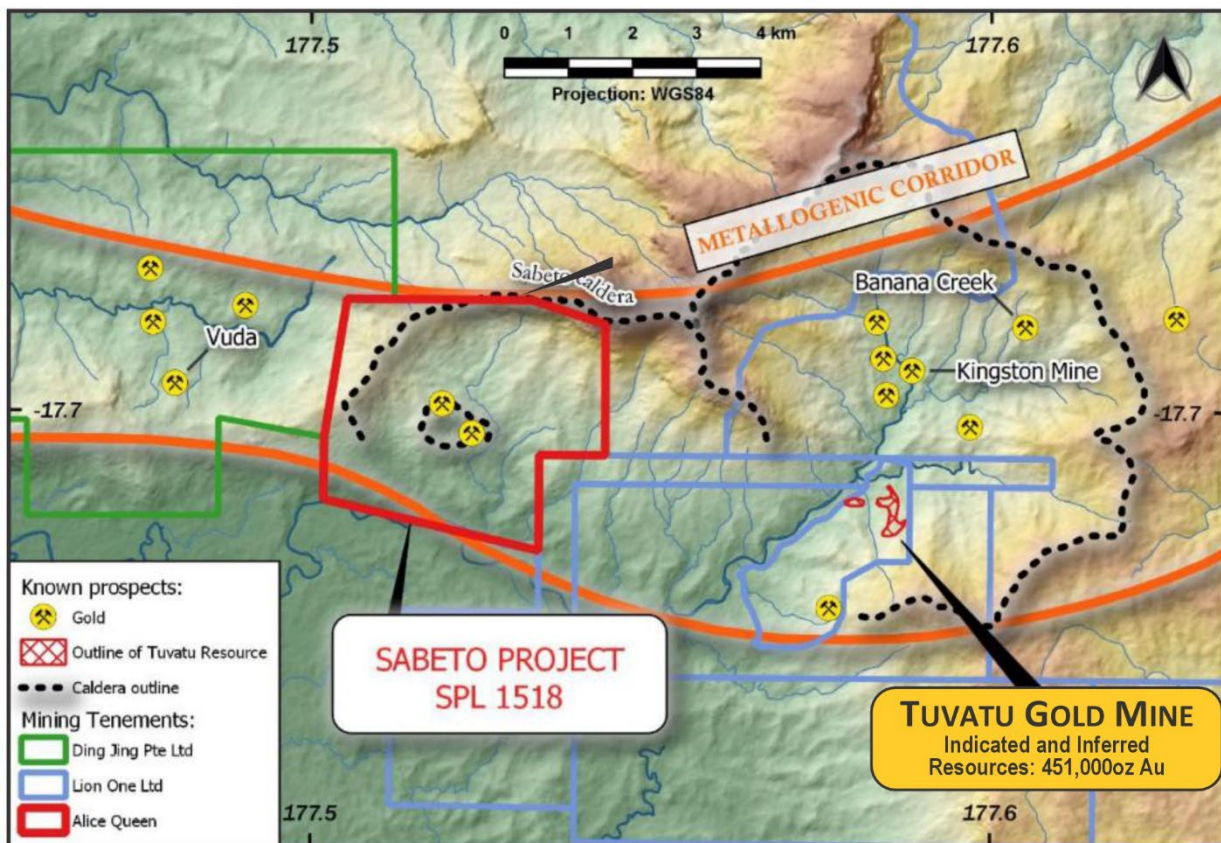 0 1 2 3 4 km
Projection: WGS84
177.5
177.6
METALLOGENIC CORRIDOR
Sabeto caldera
Banana Creek
Vuda
Kingston Mine
-17.7
-17.7
Known prospects:
Gold
Outline of Tuvatu Resource
Caldera outline
Mining Tenements:
Ding Jing Pte Ltd
Lion One Ltd
Alice Queen
SABETO PROJECT
SPL 1518
TUVATU GOLD MINE
Indicated and Inferred
Resources: 451,000oz Au
177.5
177.6